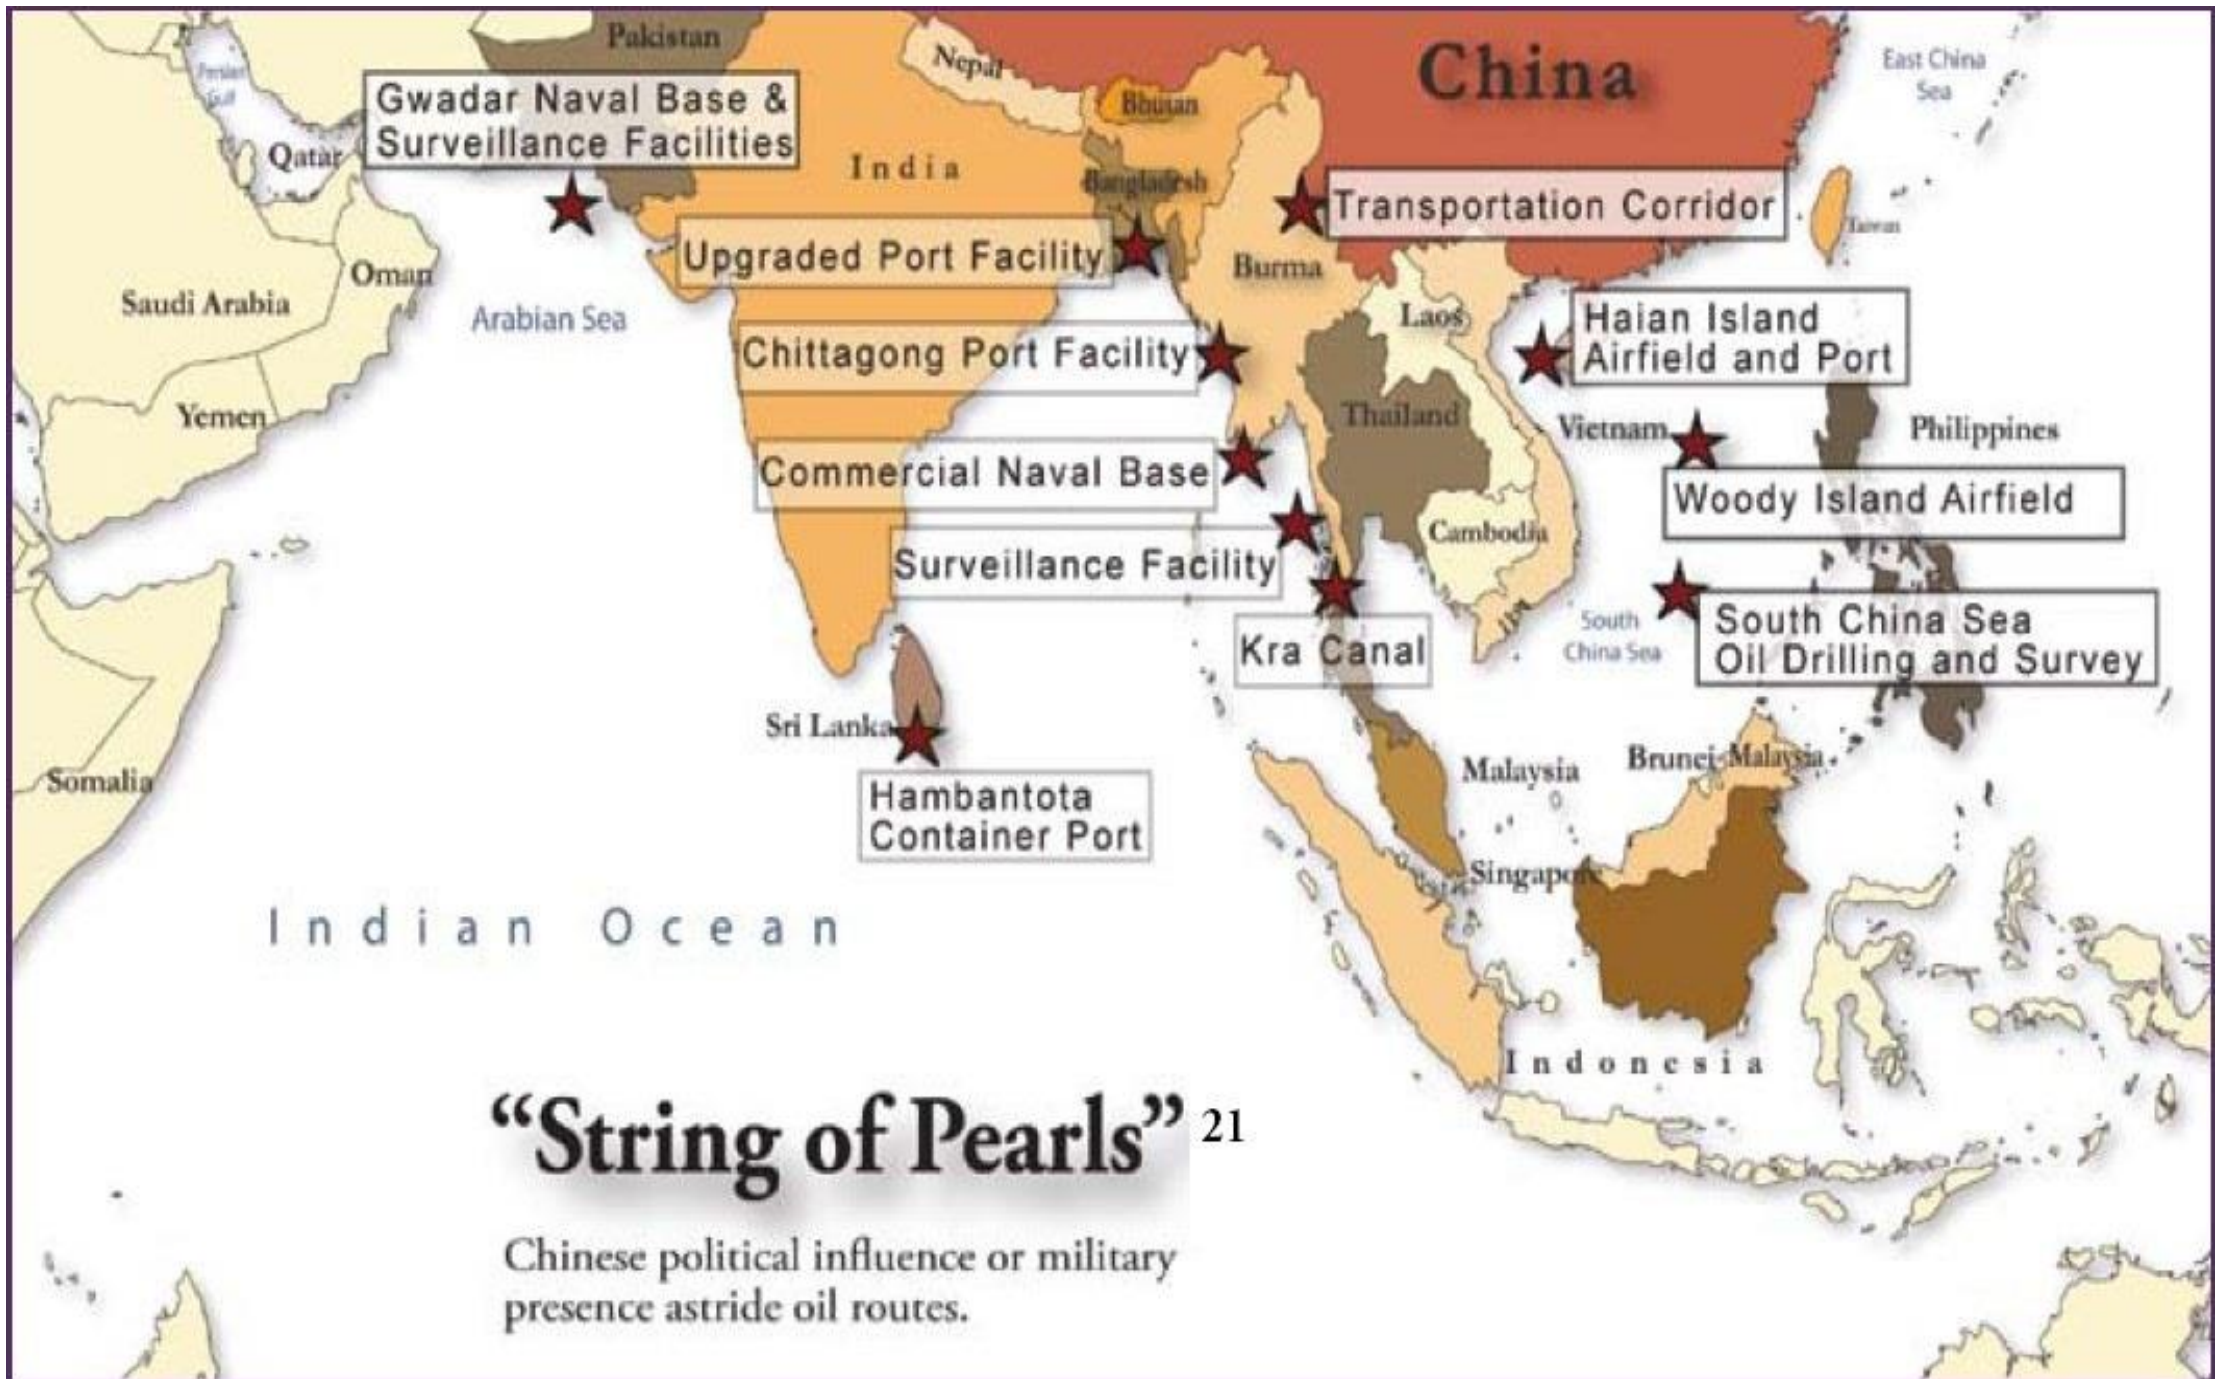 Pakistan
Nepal
China
East China
Sea
Persian
Gulf
Gwadar Naval Base &
Surveillance Facilities
Bhutan
Qatar
India
Bangladesh
Transportation Corridor
Taiwan
Upgraded Port Facility
Burma
Oman
Saudi Arabia
Arabian Sea
Laos
Haian Island
Airfield and Port
Chittagong Port Facility
Yemen
Thailand
Vietnam
Philippines
Commercial Naval Base
Woody Island Airfield
Cambodia
Surveillance Facility
South
China Sea
South China Sea
Oil Drilling and Survey
Kra Canal
Sri Lanka
Malaysia
Brunei
Malaysia
Somalia
Hambantota
Container Port
Singapore
Indian Ocean
Indonesia
“String of Pearls” 21
Chinese political influence or military
presence astride oil routes.